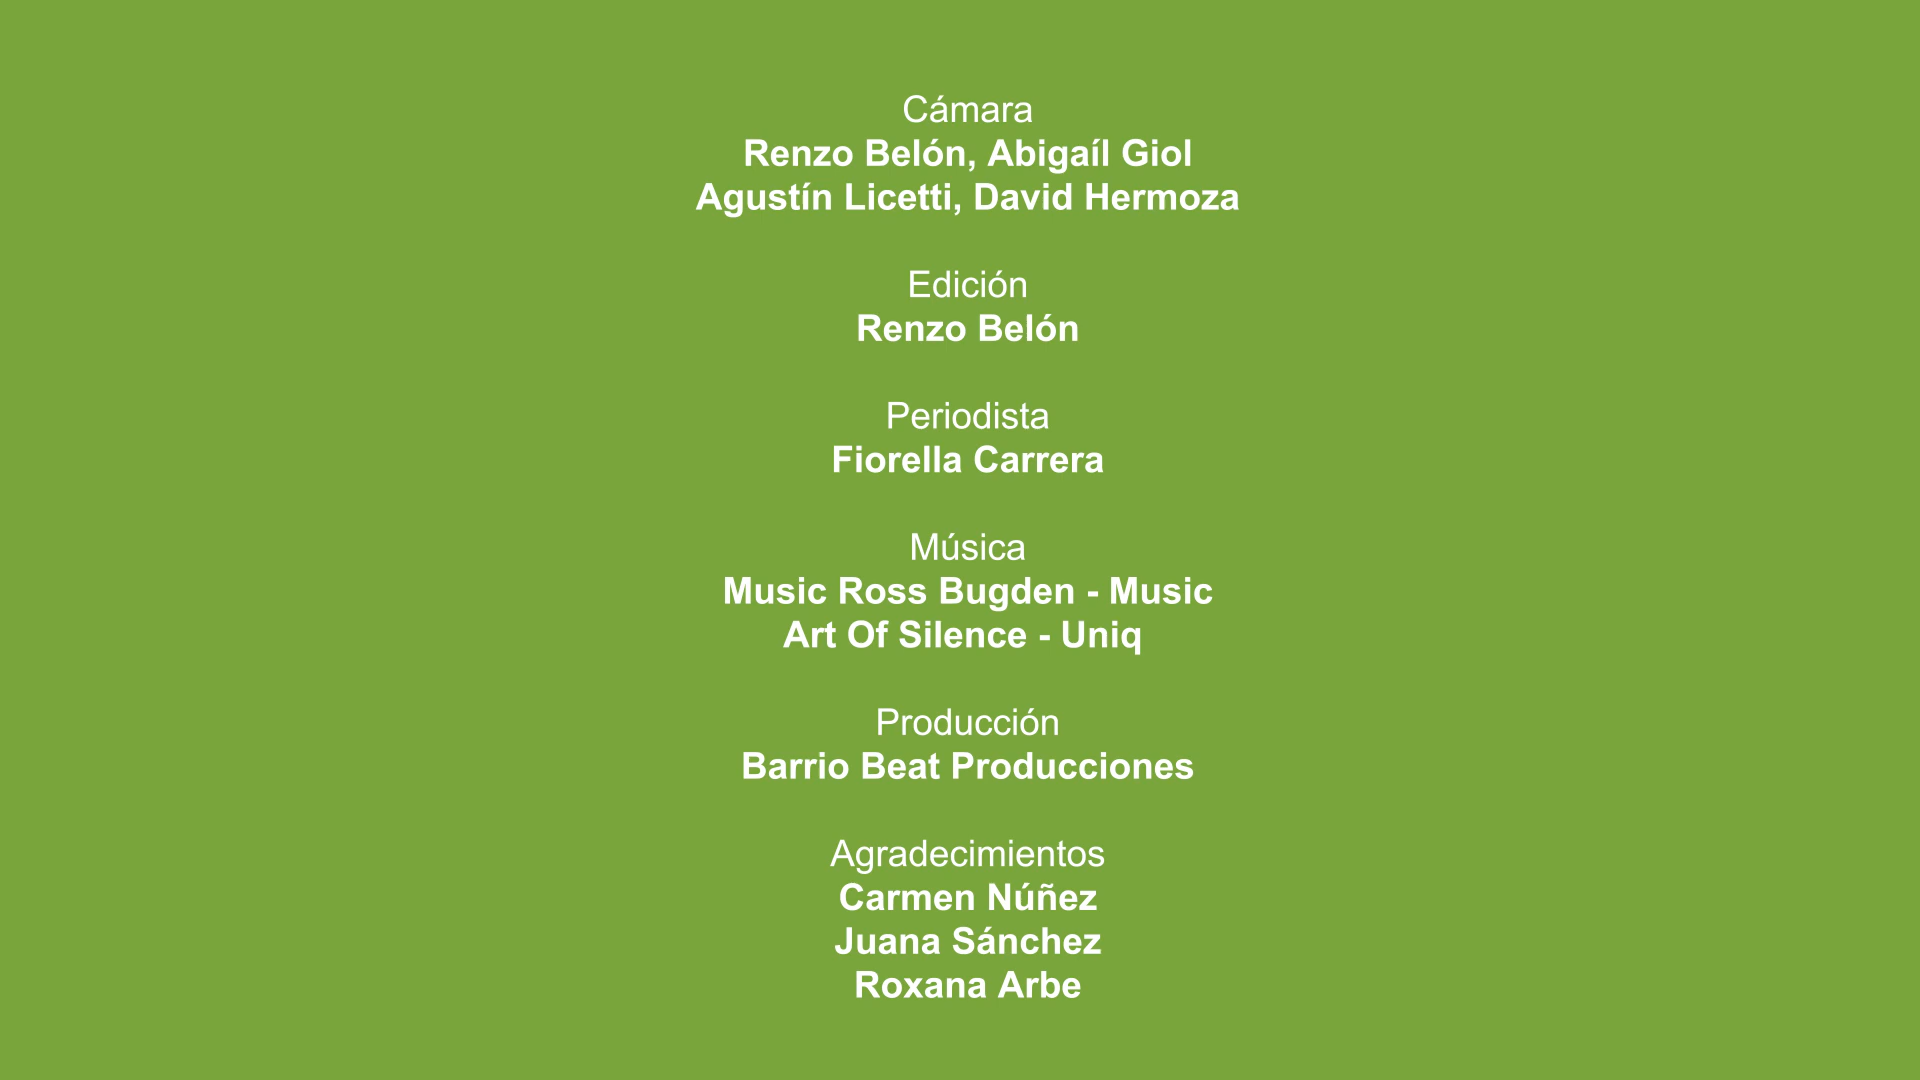 Cámara
Renzo Belón, Abigaíl Giol
Agustín Licetti, David Hermoza
Edición
Renzo Belón
Periodista
Fiorella Carrera
Música
Music Ross Bugden - Music
Art Of Silence - Uniq
Producción
Barrio Beat Producciones
Agradecimientos
Carmen Núñez
Juana Sánchez
Roxana Arbe